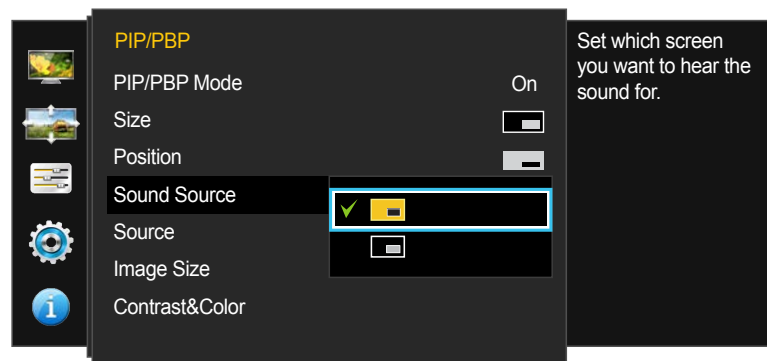 PIP/PBP
PIP/PBP Mode On
Size
Position
Sound Source
Source
Image Size
Contrast&Color
Set which screen
you want to hear the
sound for.